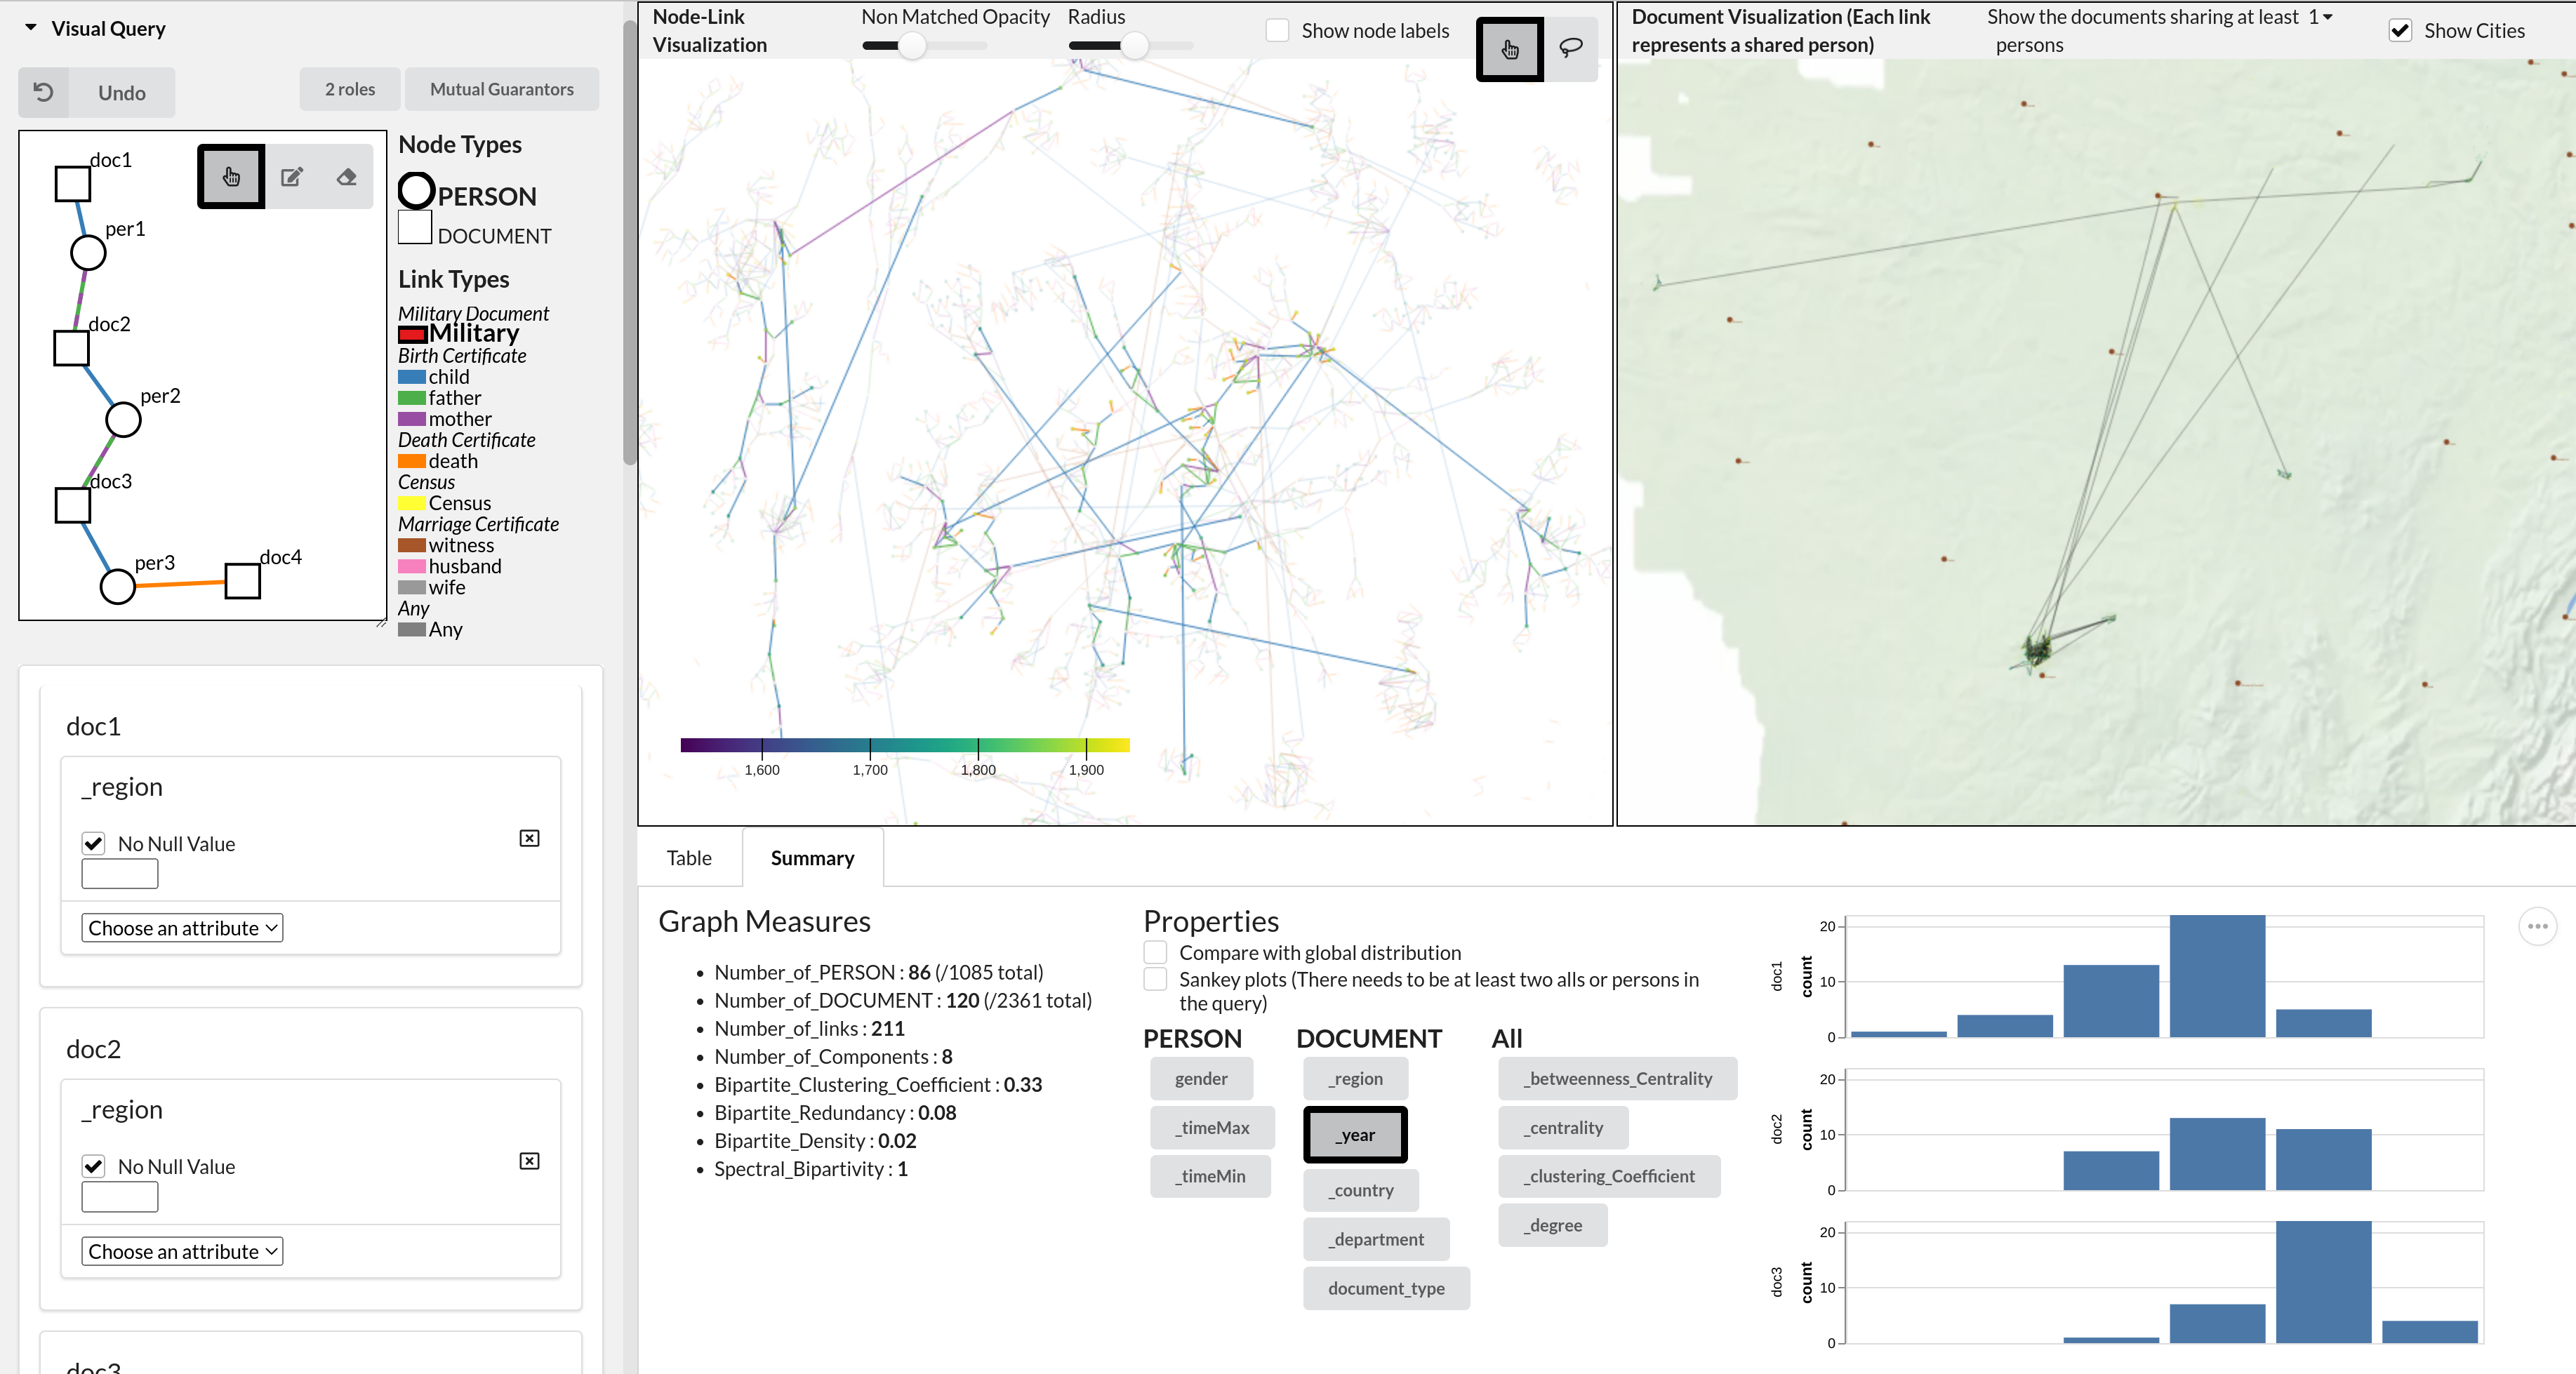 Visual Query
Undo
2 roles
Mutual Guarantors
doc1
per1
doc2
per2
doc3
per3
doc4
Node Types
PERSON
DOCUMENT
Link Types
Military Document
Military
Birth Certificate
child
father
mother
Death Certificate
death
Census
Census
Marriage Certificate
witness
husband
wife
Any
Any
doc1
_region
No Null Value
Choose an attribute
doc2
_region
No Null Value
Choose an attribute
doc3
Node-Link
Visualization
Non Matched Opacity
Radius
Show node labels
1,600
1,700
1,800
1,900
Document Visualization (Each link
represents a shared person)
Show the documents sharing at least 1
persons
Show Cities
Table
Summary
Graph Measures
Number_of_PERSON : 86 (/1085 total)
Number_of_DOCUMENT : 120 (/2361 total)
Number_of_links : 211
Number_of_Components : 8
Bipartite_Clustering_Coefficient : 0.33
Bipartite_Redundancy : 0.08
Bipartite_Density : 0.02
Spectral_Bipartivity : 1
Properties
Compare with global distribution
Sankey plots (There needs to be at least two alls or persons in
the query)
PERSON
gender
_timeMax
_timeMin
DOCUMENT
_region
_year
_country
_department
document_type
All
_betweenness_Centrality
_centrality
_clustering_Coefficient
_degree
doc1
count
20
10
0
doc2
count
20
10
0
doc3
count
20
10
0